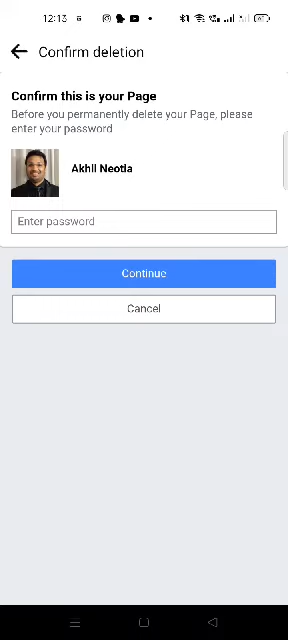 12:13
Confirm deletion
Confirm this is your Page
Before you permanently delete your Page, please
enter your password
Akhil Neotia
Enter password
Continue
Cancel